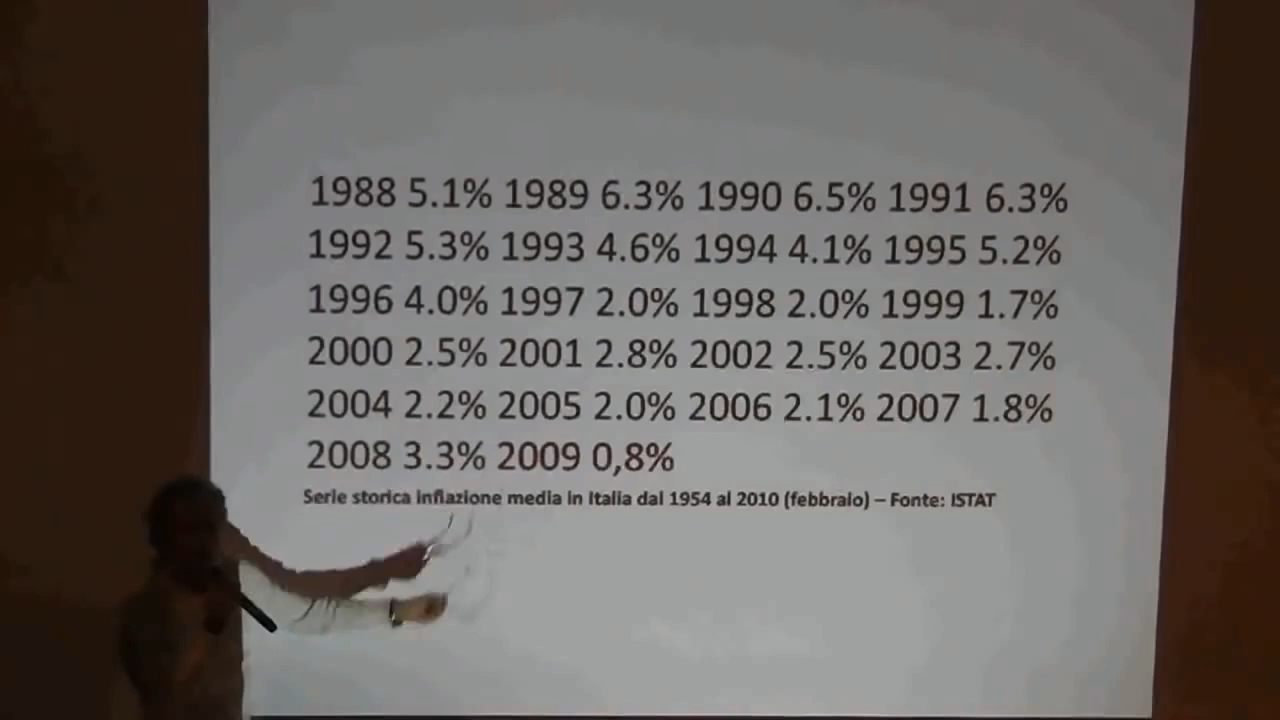 1988 5.1% 1989 6.3% 1990 6.5% 1991 6.3%
1992 5.3% 1993 4.6% 1994 4.1% 1995 5.2%
1996 4.0% 1997 2.0% 1998 2.0% 1999 1.7%
2000 2.5% 2001 2.8% 2002 2.5% 2003 2.7%
2004 2.2% 2005 2.0% 2006 2.1% 2007 1.8%
2008 3.3% 2009 0,8%
Serie storica inflazione media in Italia dal 1954 al 2010 (febbraio) – Fonte: ISTAT